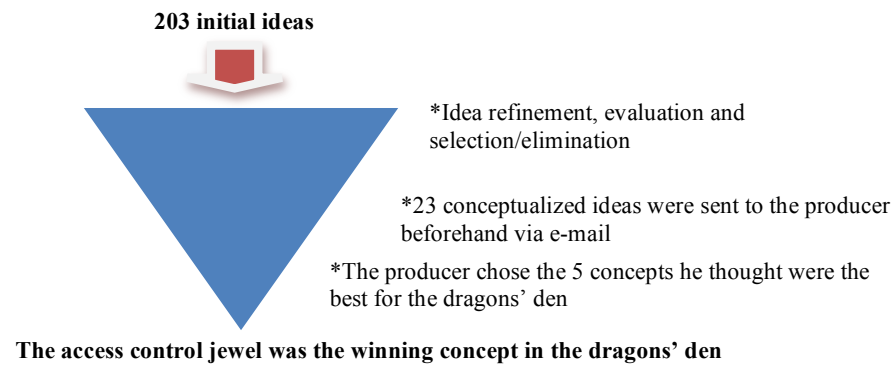 203 initial ideas
*Idea refinement, evaluation and
selection/elimination
*23 conceptualized ideas were sent to the producer
beforehand via e-mail
*The producer chose the 5 concepts he thought were the
best for the dragons’ den
The access control jewel was the winning concept in the dragons’ den